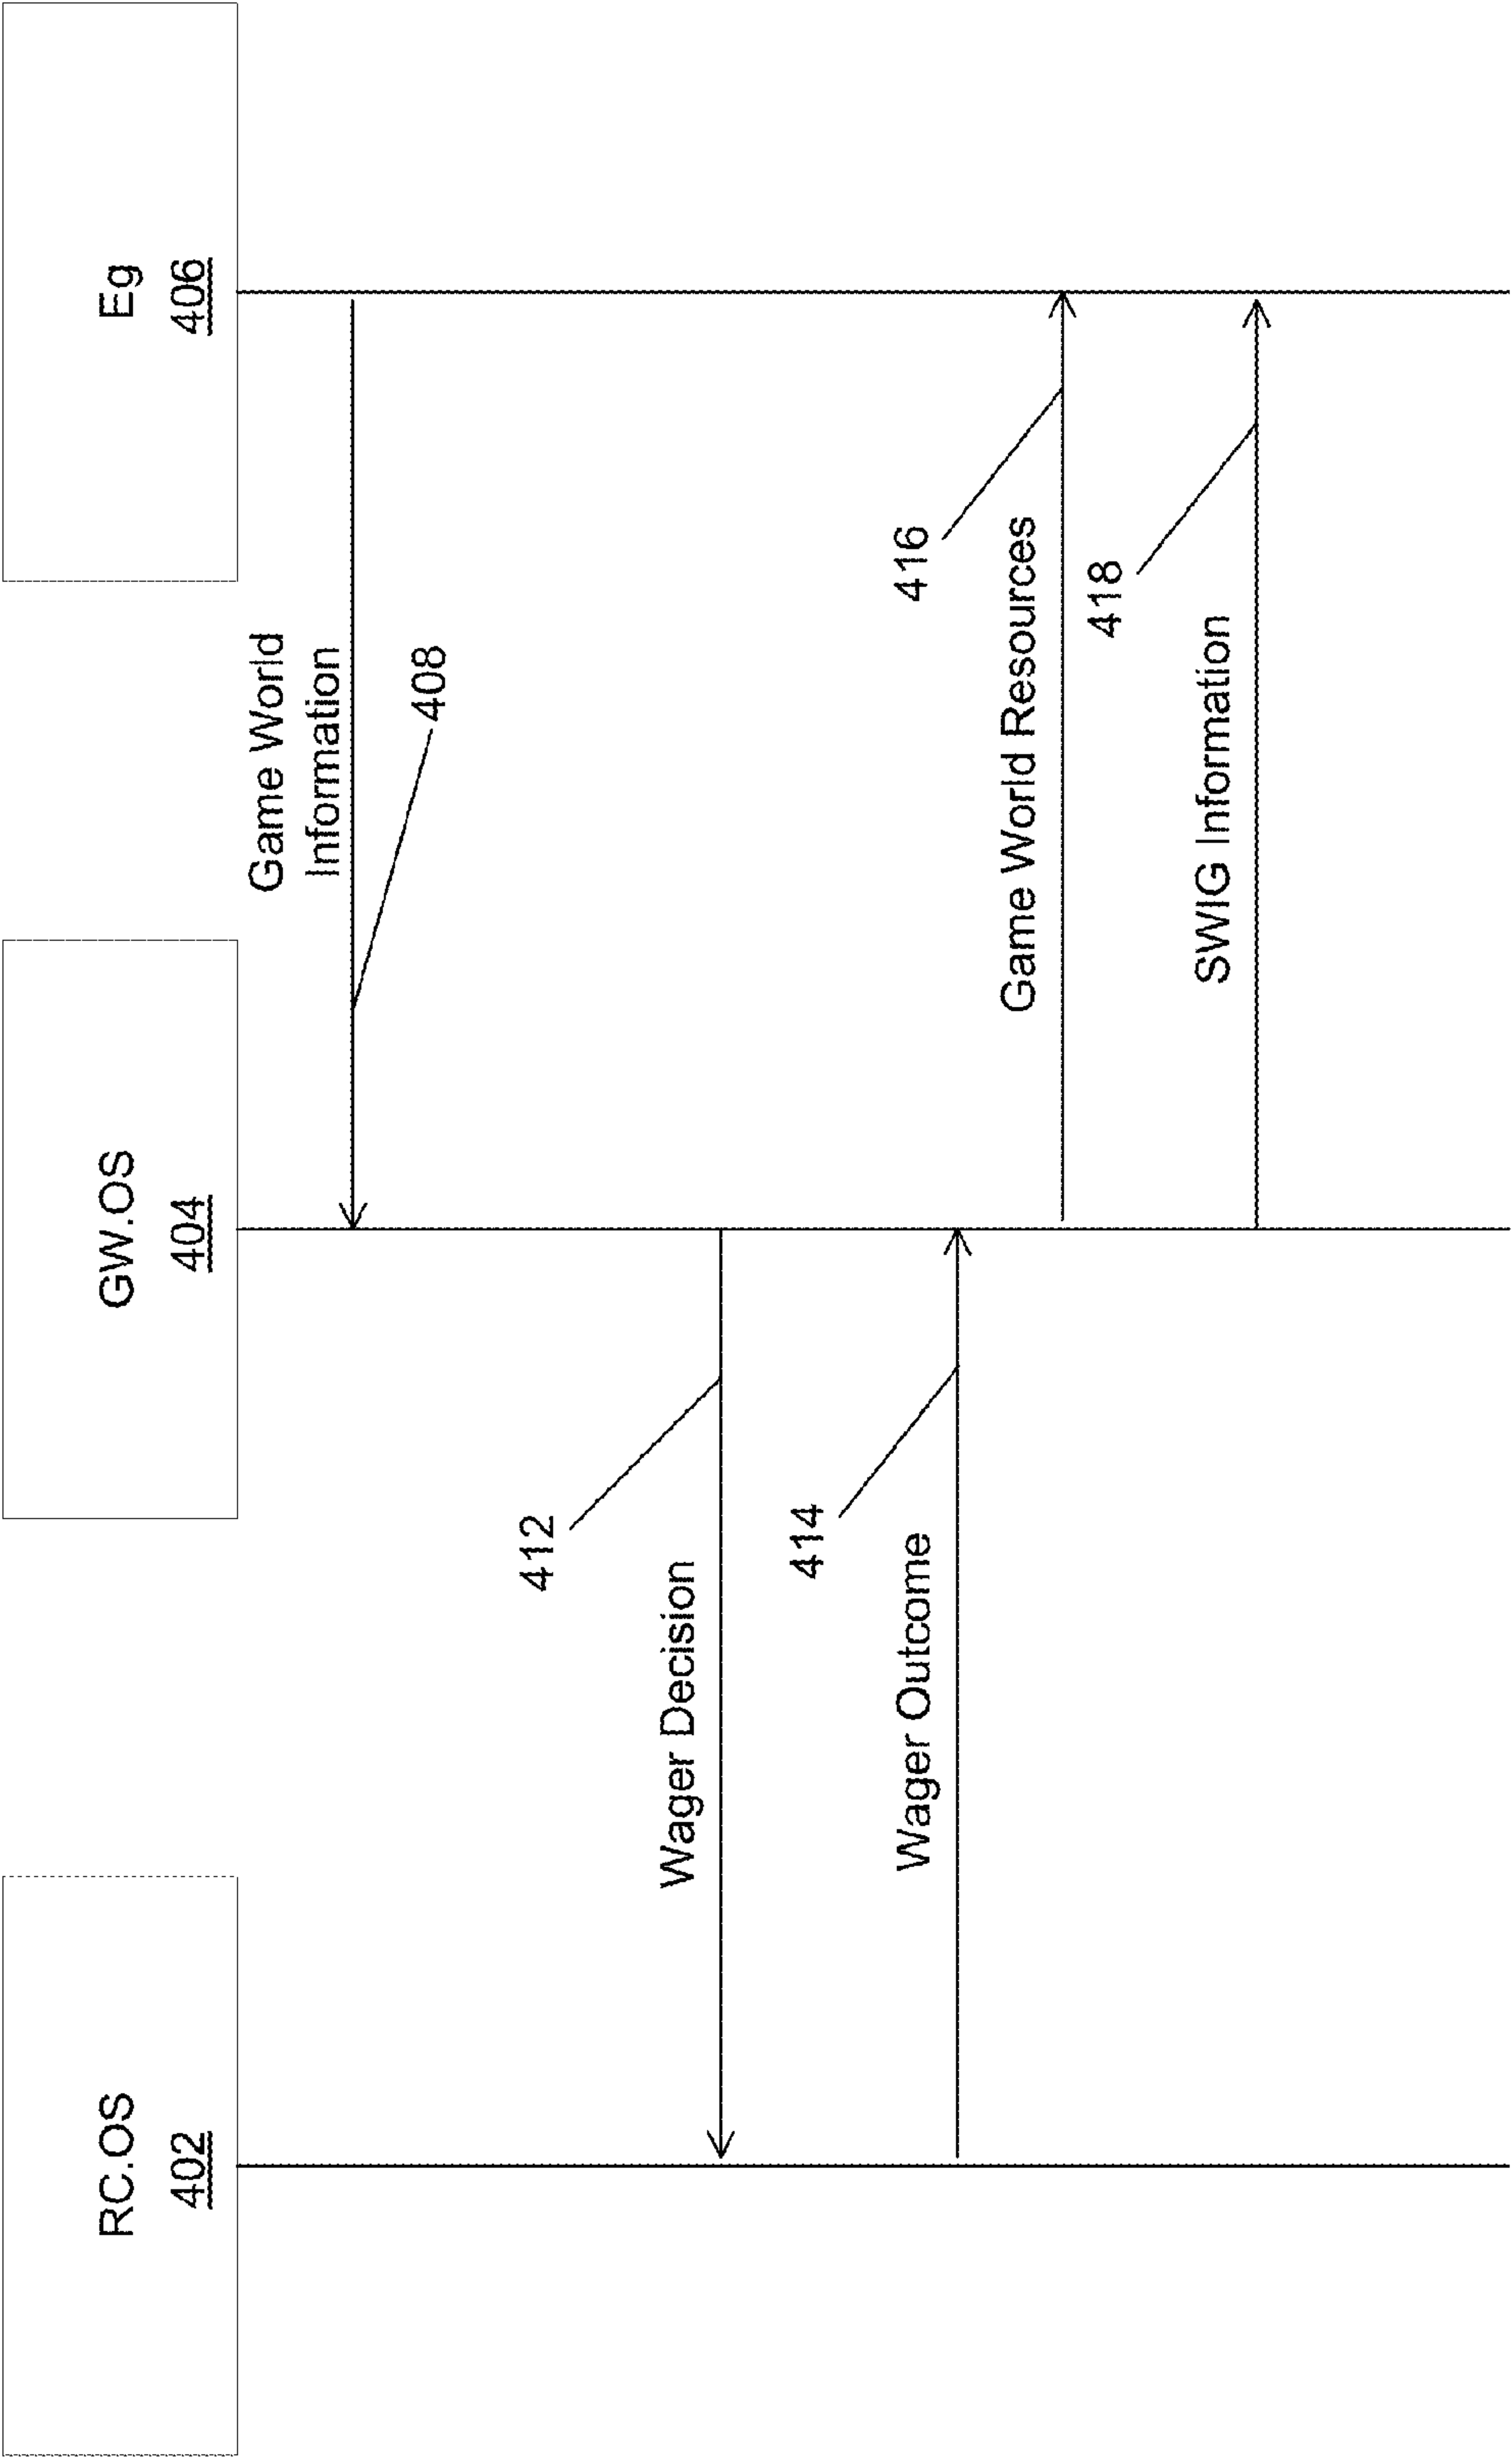 RC.OS
402
GW.OS
404
Eg
406
Game World
Information
408
412
Wager Decision
414
Wager Outcome
416
Game World Resources
418
SWIG Information